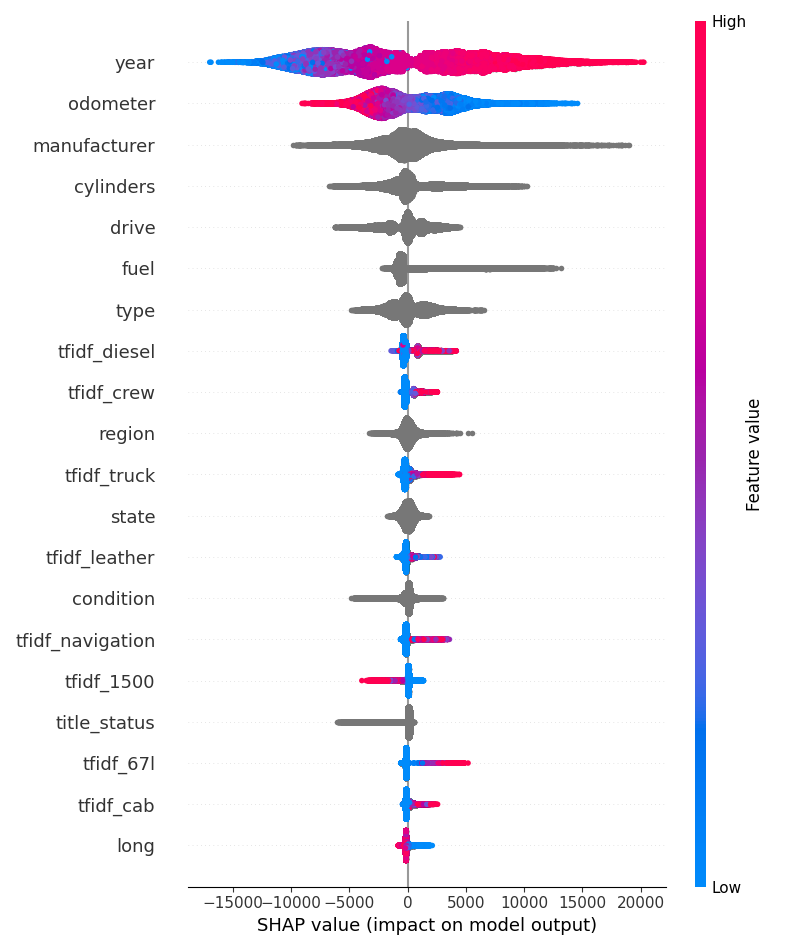 High
year
odometer
manufacturer
cylinders
drive
fuel
type
tfidf_diesel
tfidf_crew
region
tfidf_truck
state
tfidf_leather
condition
tfidf_navigation
tfidf_1500
title_status
tfidf_67l
tfidf_cab
long
Feature value
Low
−15000−10000 −5000 0 5000 10000 15000 20000
SHAP value (impact on model output)